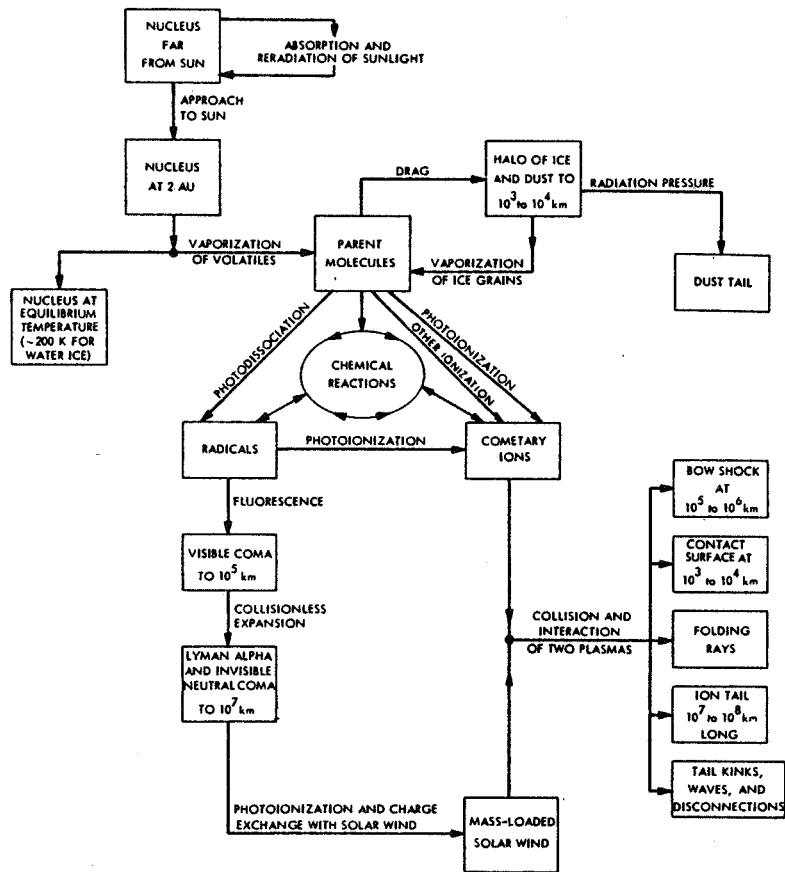 NUCLEUS
FAR
FROM SUN
ABSORPTION AND
RERADIATION OF SUNLIGHT
APPROACH
TO SUN
NUCLEUS
AT 2 AU
DRAG
HALO OF ICE
AND DUST TO
10³ to 10⁴ km
RADIATION PRESSURE
VAPORIZATION
OF VOLATILES
PARENT
MOLECULES
VAPORIZATION
OF ICE GRAINS
DUST TAIL
NUCLEUS AT
EQUILIBRIUM
TEMPERATURE
(~200 K FOR
WATER ICE)
PHOTODISSOCIATION
CHEMICAL
REACTIONS
OTHER IONIZATION
PHOTOIONIZATION
RADICALS
PHOTOIONIZATION
COMETARY
IONS
FLUORESCENCE
VISIBLE COMA
TO 10⁵ km
COLLISIONLESS
EXPANSION
LYMAN ALPHA
AND INVISIBLE
NEUTRAL COMA
TO 10⁷ km
COLLISION AND
INTERACTION
OF TWO PLASMAS
BOW SHOCK
AT
10⁵ to 10⁶ km
CONTACT
SURFACE AT
10³ to 10⁴ km
FOLDING
RAYS
ION TAIL
10⁷ to 10⁸ km
LONG
TAIL KINKS,
WAVES, AND
DISCONNECTIONS
PHOTOIONIZATION AND CHARGE
EXCHANGE WITH SOLAR WIND
MASS-LOADED
SOLAR WIND